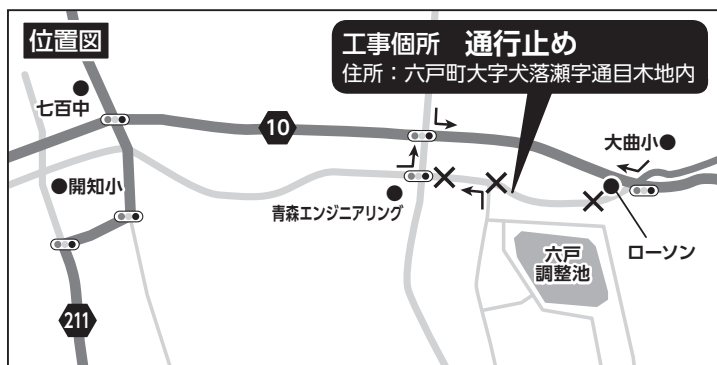 位置図
工事個所　通行止め
住所：六戸町大字犬落瀬字通目木地内
七百中
10
大曲小
開知小
青森エンジニアリング
ローソン
六戸
調整池
211